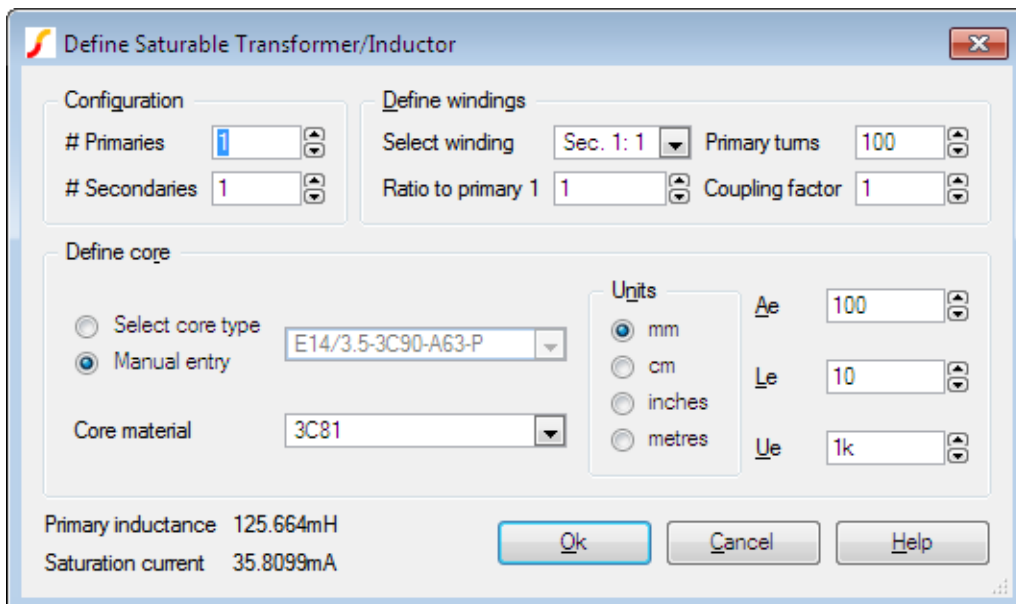 Define Saturable Transformer/Inductor
Configuration
# Primaries 1
# Secondaries 1
Define windings
Select winding Sec. 1: 1 Primary turns 100
Ratio to primary 1 1 Coupling factor 1
Define core
Select core type E14/3.5-3C90-A63-P
Manual entry
Core material 3C81
Units
mm
cm
inches
metres
Ae 100
Le 10
Ue 1k
Primary inductance 125.664mH
Saturation current 35.8099mA
Ok Cancel Help